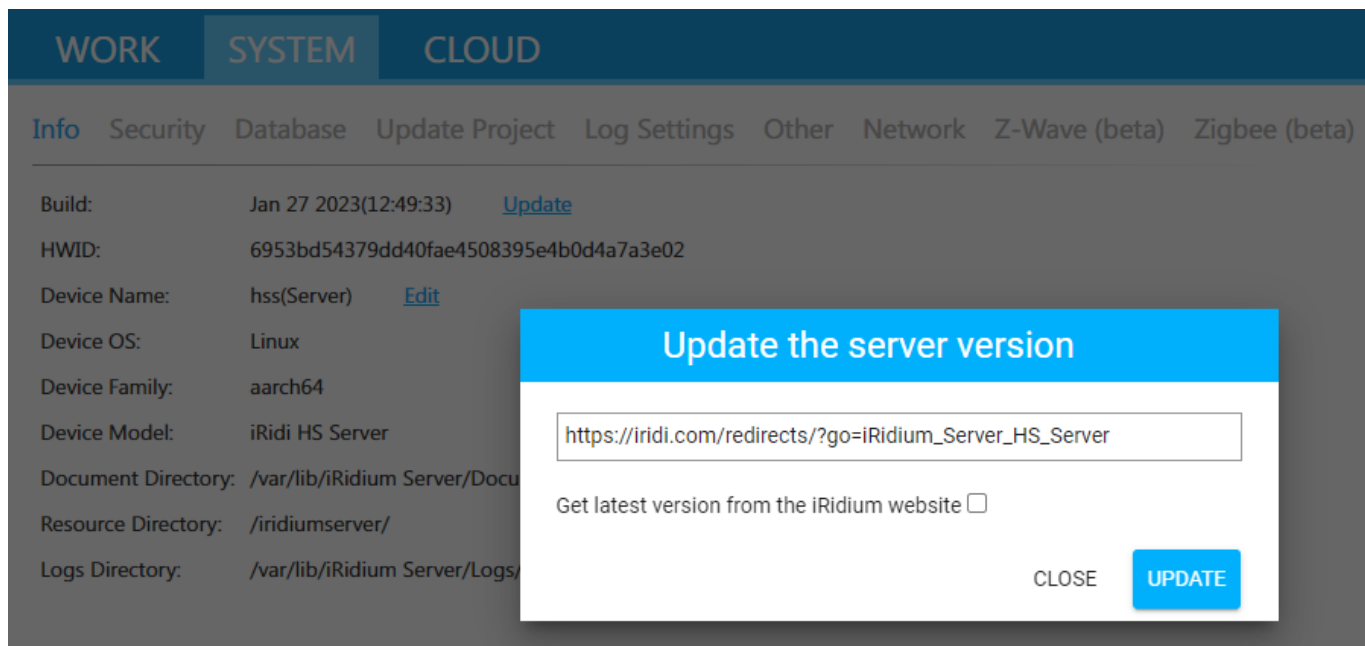 WORK SYSTEM CLOUD
Info Security Database Update Project Log Settings Other Network Z-Wave (beta) Zigbee (beta)
Build: Jan 27 2023(12:49:33) Update
HWID: 6953bd54379dd40fae4508395e4b0d4a7a3e02
Device Name: hss(Server) Edit
Device OS: Linux
Device Family: aarch64
Device Model: iRidi HS Server
Document Directory: /var/lib/iRidium Server/Docu
Resource Directory: /iridiumserver/
Logs Directory: /var/lib/iRidium Server/Logs/
Update the server version
https://iridi.com/redirects/?go=iRidium_Server_HS_Server
Get latest version from the iRidium website
CLOSE UPDATE